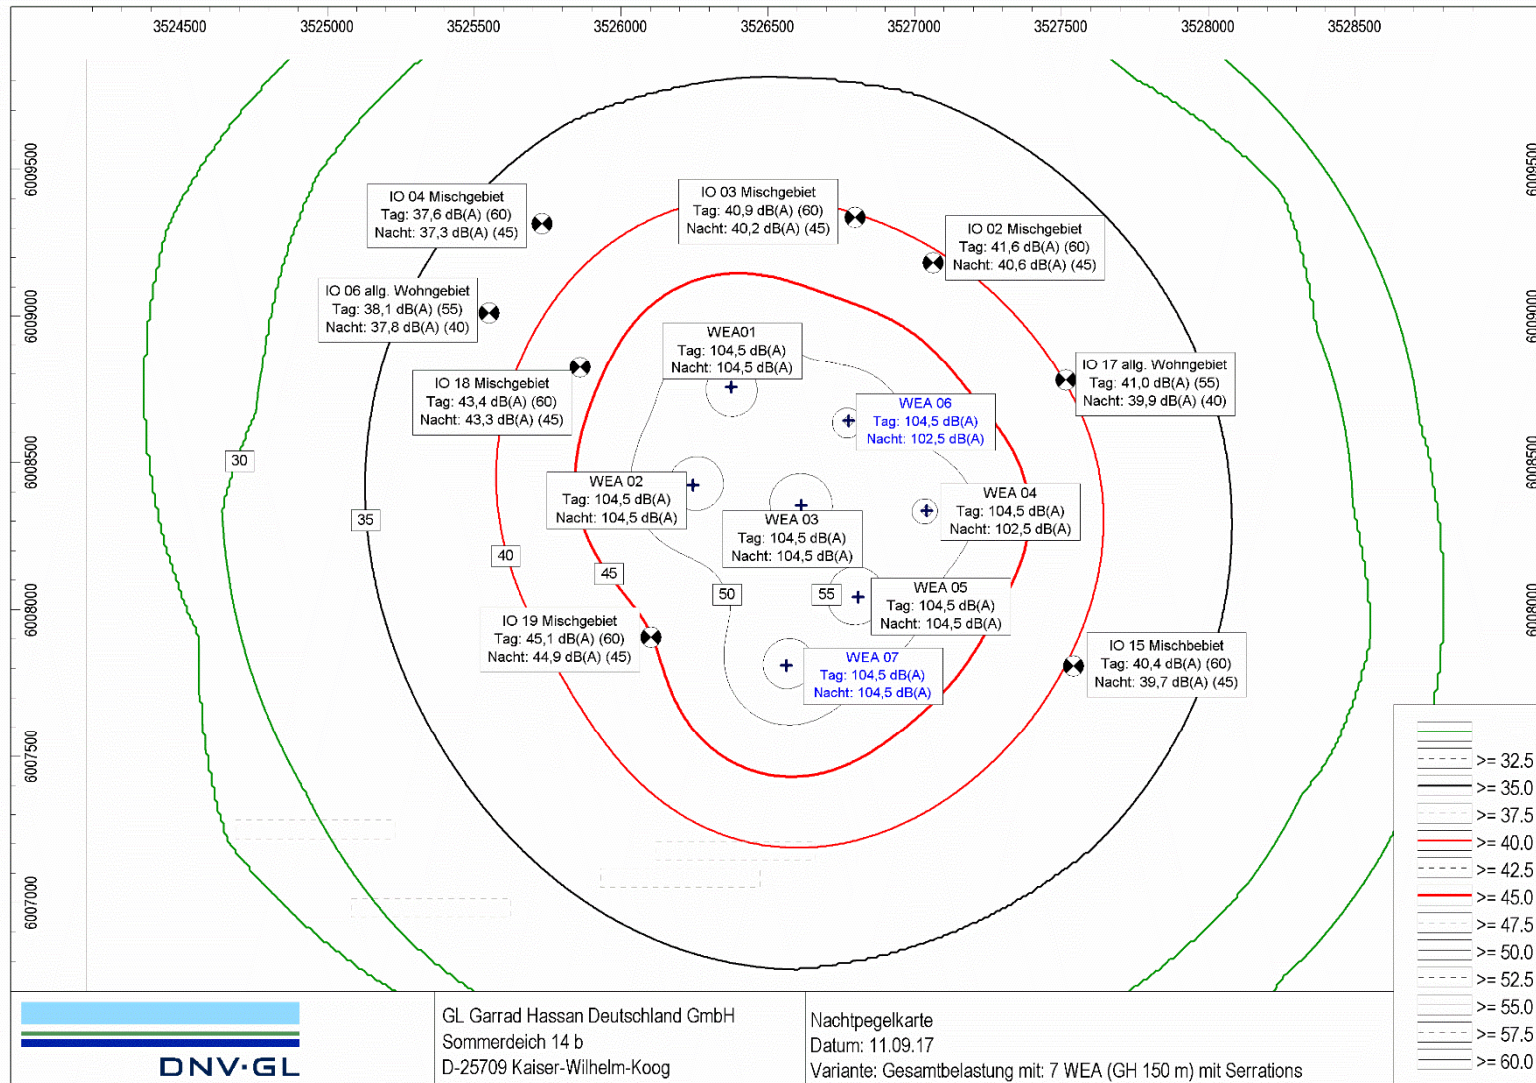 3524500 3525000 3525500 3526000 3526500 3527000 3527500 3528000 3528500
6009500
6009000
6008500
6008000
6007500
6007000
6009500
6009000
6008500
6008000
IO 04 Mischgebiet
Tag: 37,6 dB(A) (60)
Nacht: 37,3 dB(A) (45)
IO 03 Mischgebiet
Tag: 40,9 dB(A) (60)
Nacht: 40,2 dB(A) (45)
IO 02 Mischgebiet
Tag: 41,6 dB(A) (60)
Nacht: 40,6 dB(A) (45)
IO 06 allg. Wohngebiet
Tag: 38,1 dB(A) (55)
Nacht: 37,8 dB(A) (40)
WEA01
Tag: 104,5 dB(A)
Nacht: 104,5 dB(A)
IO 17 allg. Wohngebiet
Tag: 41,0 dB(A) (55)
Nacht: 39,9 dB(A) (40)
IO 18 Mischgebiet
Tag: 43,4 dB(A) (60)
Nacht: 43,3 dB(A) (45)
WEA 06
Tag: 104,5 dB(A)
Nacht: 102,5 dB(A)
30
WEA 02
Tag: 104,5 dB(A)
Nacht: 104,5 dB(A)
WEA 04
Tag: 104,5 dB(A)
Nacht: 102,5 dB(A)
35
WEA 03
Tag: 104,5 dB(A)
Nacht: 104,5 dB(A)
40
45
50
55
WEA 05
Tag: 104,5 dB(A)
Nacht: 104,5 dB(A)
IO 19 Mischgebiet
Tag: 45,1 dB(A) (60)
Nacht: 44,9 dB(A) (45)
WEA 07
Tag: 104,5 dB(A)
Nacht: 104,5 dB(A)
IO 15 Mischbebiet
Tag: 40,4 dB(A) (60)
Nacht: 39,7 dB(A) (45)
>= 32.5
>= 35.0
>= 37.5
>= 40.0
>= 42.5
>= 45.0
>= 47.5
>= 50.0
>= 52.5
>= 55.0
>= 57.5
>= 60.0
DNV·GL
GL Garrad Hassan Deutschland GmbH
Sommerdeich 14 b
D-25709 Kaiser-Wilhelm-Koog
Nachtpegelkarte
Datum: 11.09.17
Variante: Gesamtbelastung mit: 7 WEA (GH 150 m) mit Serrations